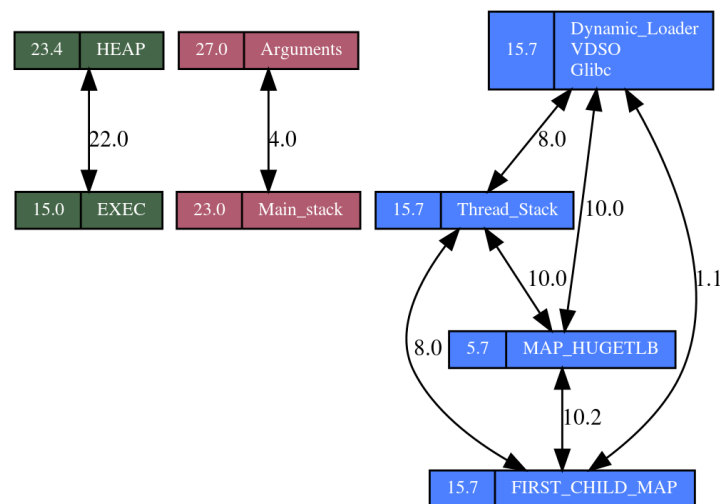 23.4 HEAP
27.0 Arguments
15.7 Dynamic_Loader
VDSO
Glibc
22.0
4.0
8.0
15.0 EXEC
23.0 Main_stack
15.7 Thread_Stack
10.0
10.0
1.1
8.0
5.7 MAP_HUGETLB
10.2
15.7 FIRST_CHILD_MAP